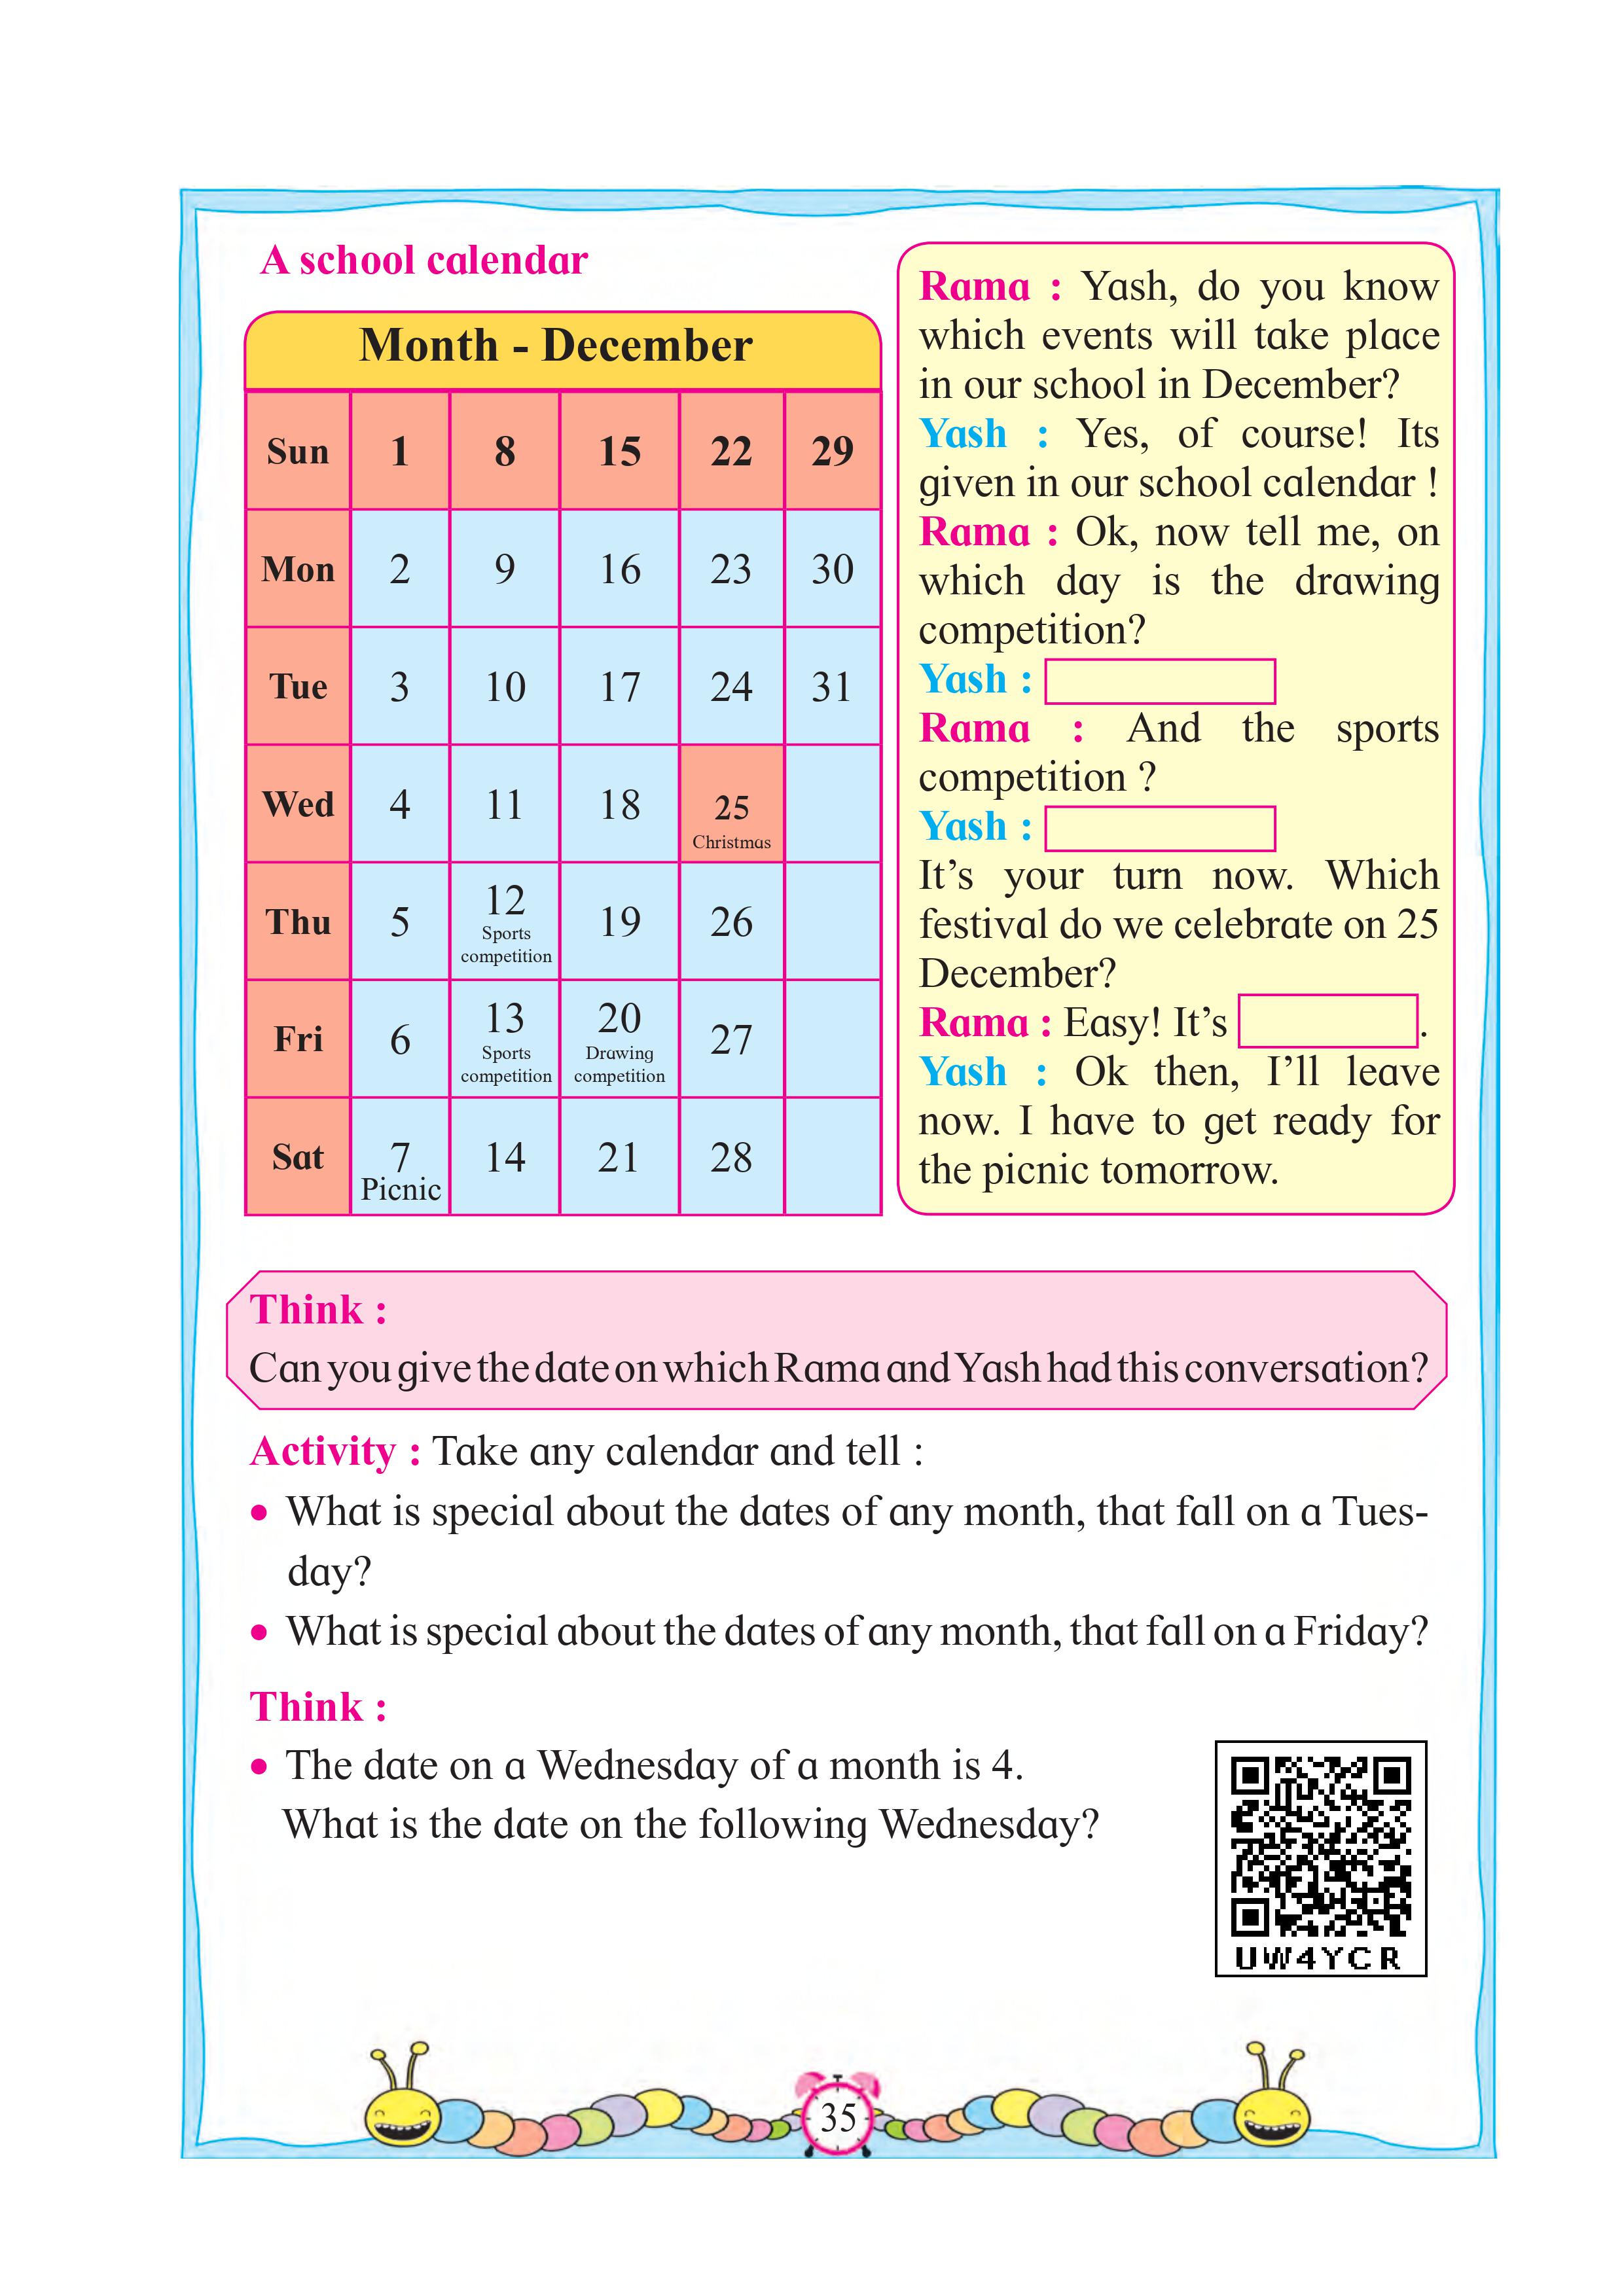 A school calendar
Month - December
Sun 1 8 15 22 29
Mon 2 9 16 23 30
Tue 3 10 17 24 31
Wed 4 11 18 25
Christmas
Thu 5 12 19 26
Sports
competition
Fri 6 13 20 27
Sports Drawing
competition competition
Sat 7 14 21 28
Picnic
Rama : Yash, do you know
which events will take place
in our school in December?
Yash : Yes, of course! Its
given in our school calendar !
Rama : Ok, now tell me, on
which day is the drawing
competition?
Yash :
Rama : And the sports
competition ?
Yash :
It’s your turn now. Which
festival do we celebrate on 25
December?
Rama : Easy! It’s .
Yash : Ok then, I’ll leave
now. I have to get ready for
the picnic tomorrow.
Think :
Can you give the date on which Rama and Yash had this conversation?
Activity : Take any calendar and tell :
• What is special about the dates of any month, that fall on a Tues-
day?
• What is special about the dates of any month, that fall on a Friday?
Think :
• The date on a Wednesday of a month is 4.
What is the date on the following Wednesday?
UW4YCR
35